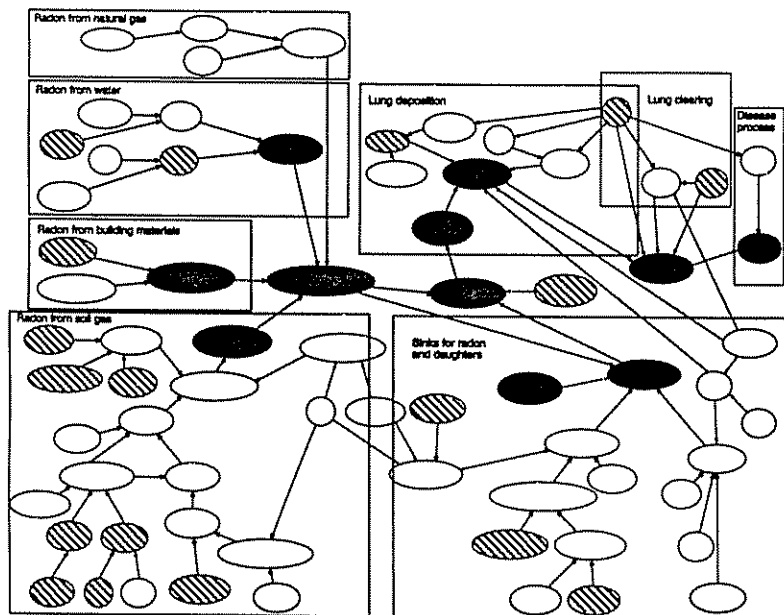 Radon from natural gas
Radon from water
Lung deposition
Lung clearing
Disease
process
Radon from building materials
Radon from soil gas
Sinks for radon
and daughters